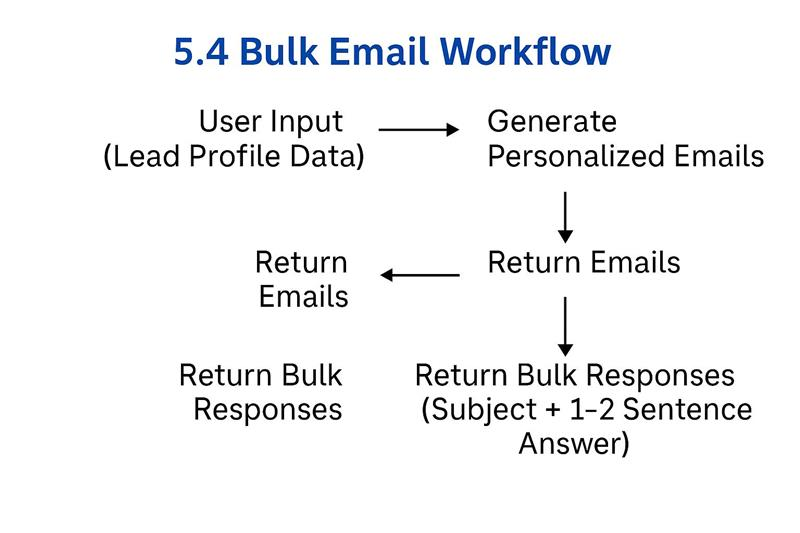 5.4 Bulk Email Workflow
User Input
(Lead Profile Data)
Generate
Personalized Emails
Return
Emails
Return Emails
Return Bulk
Responses
Return Bulk Responses
(Subject + 1–2 Sentence
Answer)